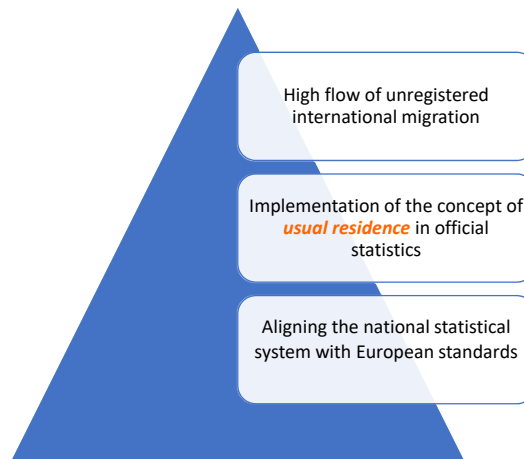 High flow of unregistered
international migration
Implementation of the concept of
usual residence in official
statistics
Aligning the national statistical
system with European standards